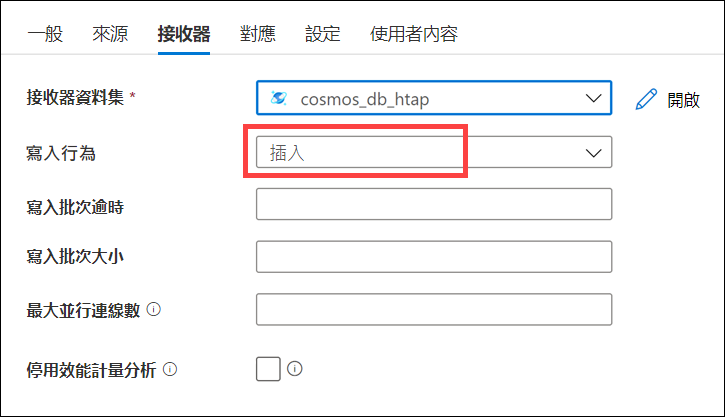 一般 來源 接收器 對應 設定 使用者內容
接收器資料集 * cosmos_db_htap 開啟
寫入行為 插入
寫入批次逾時
寫入批次大小
最大並行連線數
停用效能計量分析